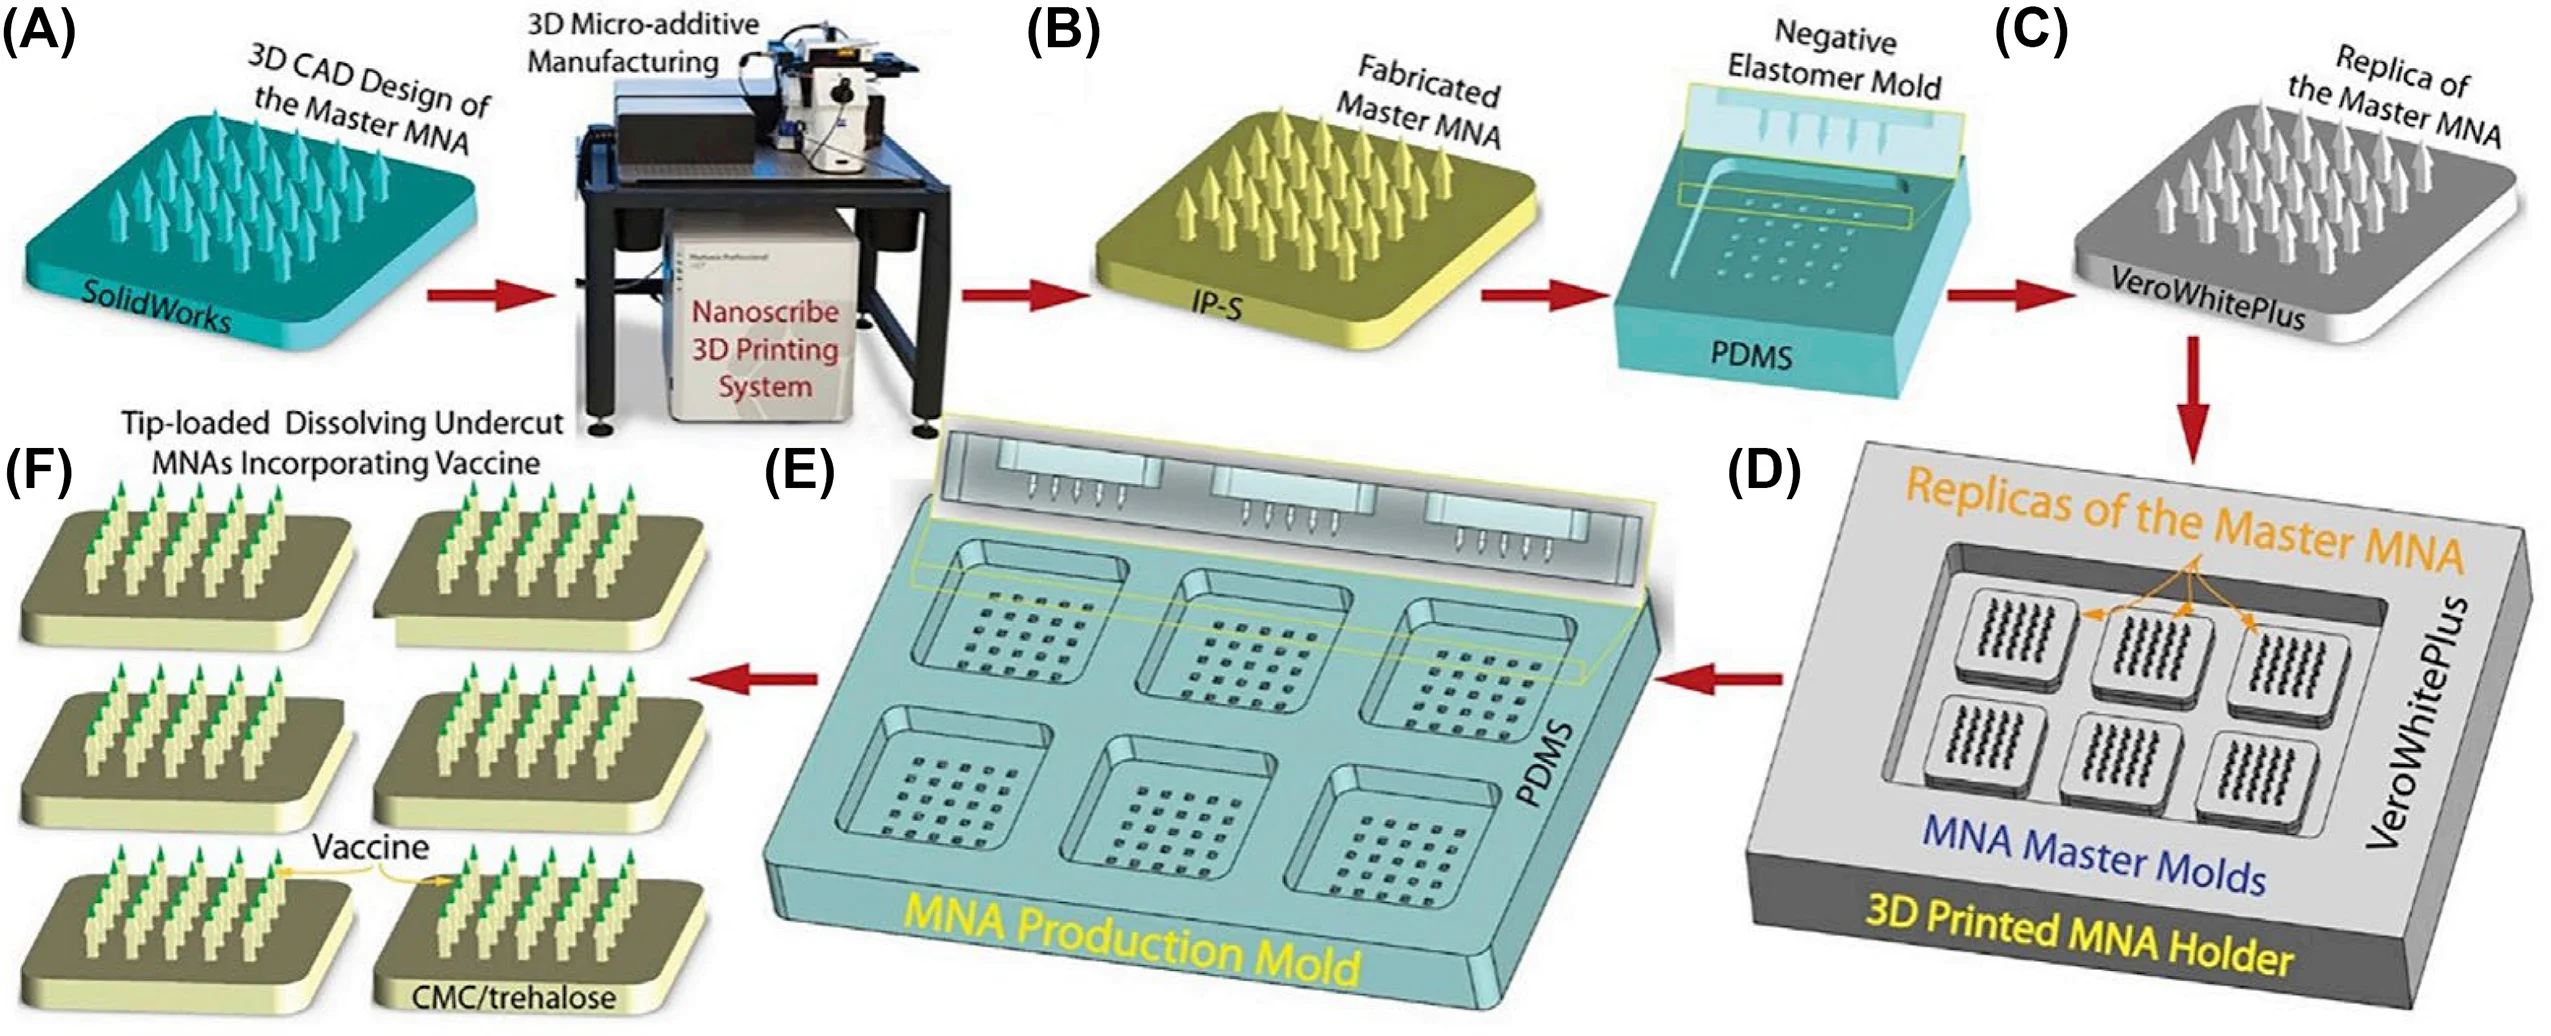 (A)
3D CAD Design of
the Master MNA
SolidWorks
3D Micro-additive
Manufacturing
Nanoscribe
3D Printing
System
(B)
Fabricated
Master MNA
IP-S
Negative
Elastomer Mold
PDMS
(C)
Replica of
the Master MNA
VeroWhitePlus
(D)
Replicas of the Master MNA
VeroWhitePlus
MNA Master Molds
3D Printed MNA Holder
(E)
PDMS
MNA Production Mold
(F)
Tip-loaded Dissolving Undercut
MNAs Incorporating Vaccine
Vaccine
CMC/trehalose